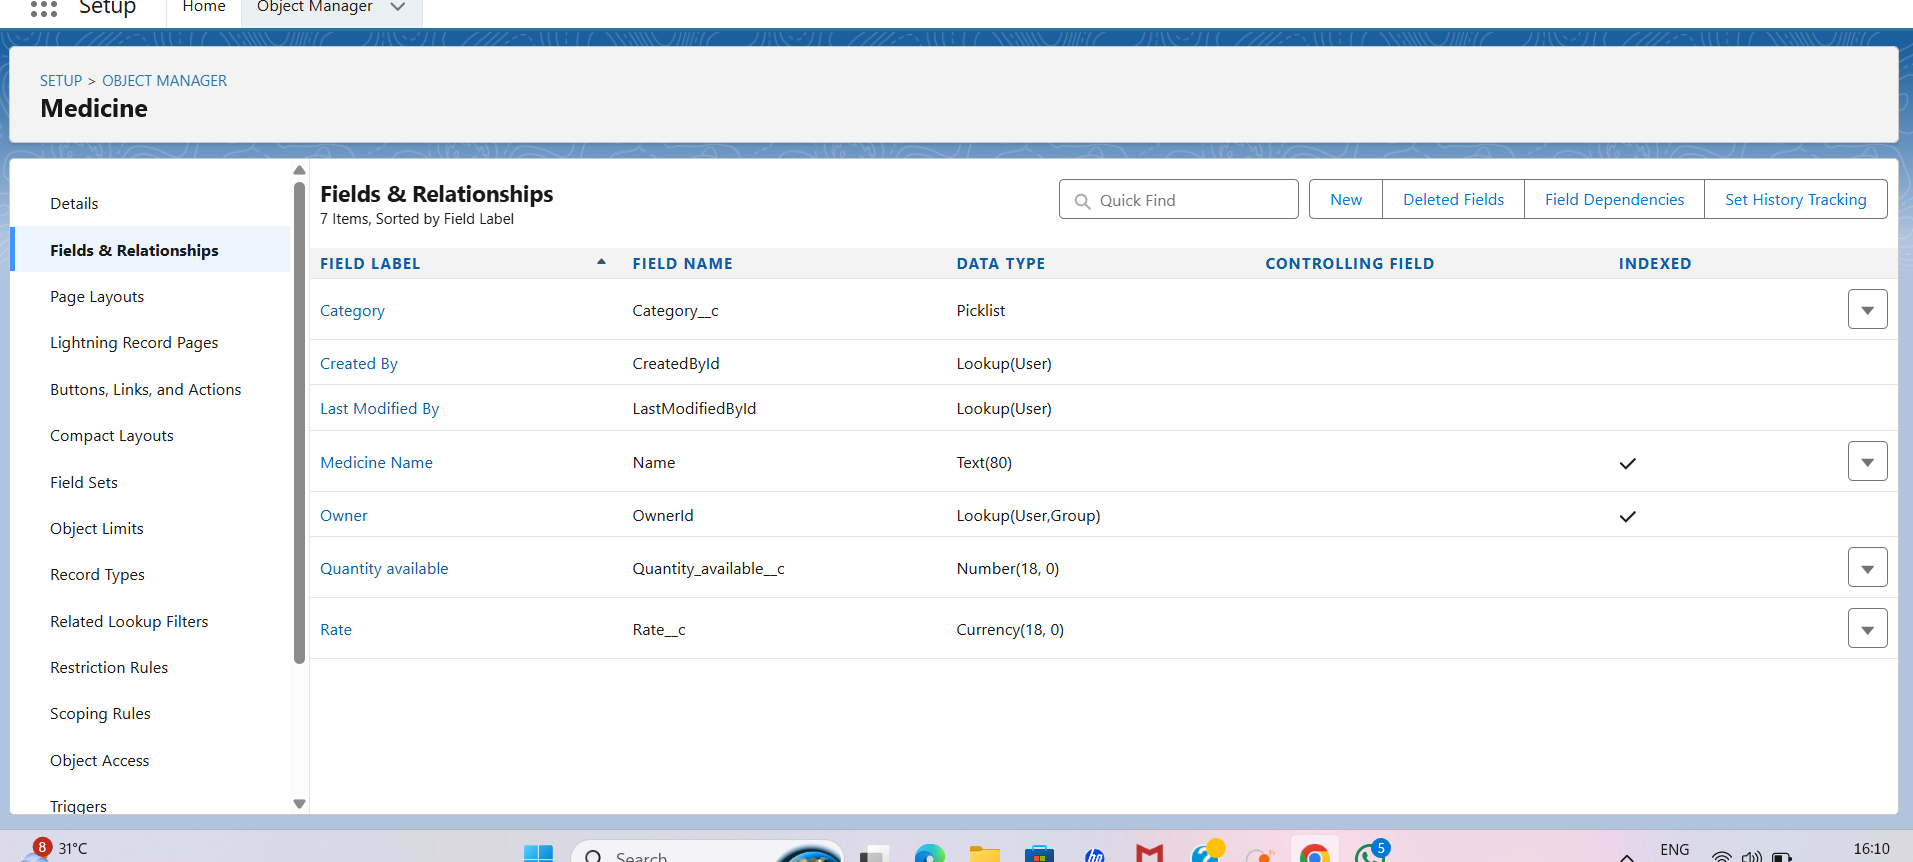 Setup Home Object Manager
SETUP > OBJECT MANAGER
Medicine
Details
Fields & Relationships
Page Layouts
Lightning Record Pages
Buttons, Links, and Actions
Compact Layouts
Field Sets
Object Limits
Record Types
Related Lookup Filters
Restriction Rules
Scoping Rules
Object Access
Triggers
Fields & Relationships
7 Items, Sorted by Field Label
Quick Find New Deleted Fields Field Dependencies Set History Tracking
FIELD LABEL FIELD NAME DATA TYPE CONTROLLING FIELD INDEXED
Category Category__c Picklist
Created By CreatedById Lookup(User)
Last Modified By LastModifiedById Lookup(User)
Medicine Name Name Text(80)
Owner OwnerId Lookup(User,Group)
Quantity available Quantity_available__c Number(18, 0)
Rate Rate__c Currency(18, 0)
8 31°C Search hp 5 ENG 16:10